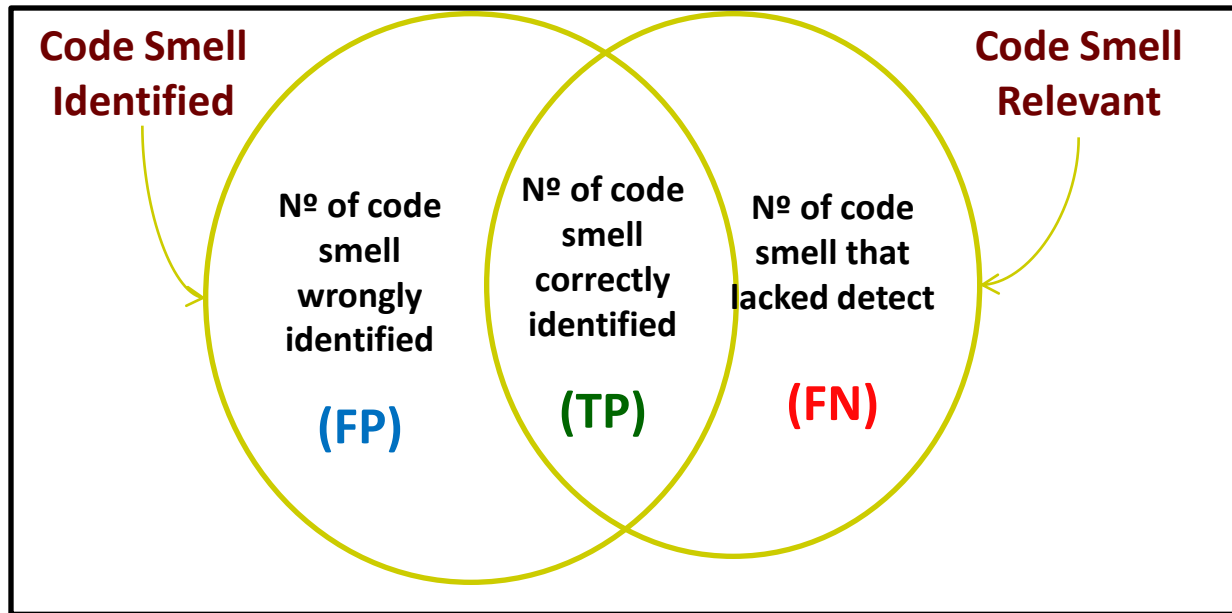 Code Smell
Identified
Code Smell
Relevant
Nº of code
smell
wrongly
identified
(FP)
Nº of code
smell
correctly
identified
(TP)
Nº of code
smell that
lacked detect
(FN)